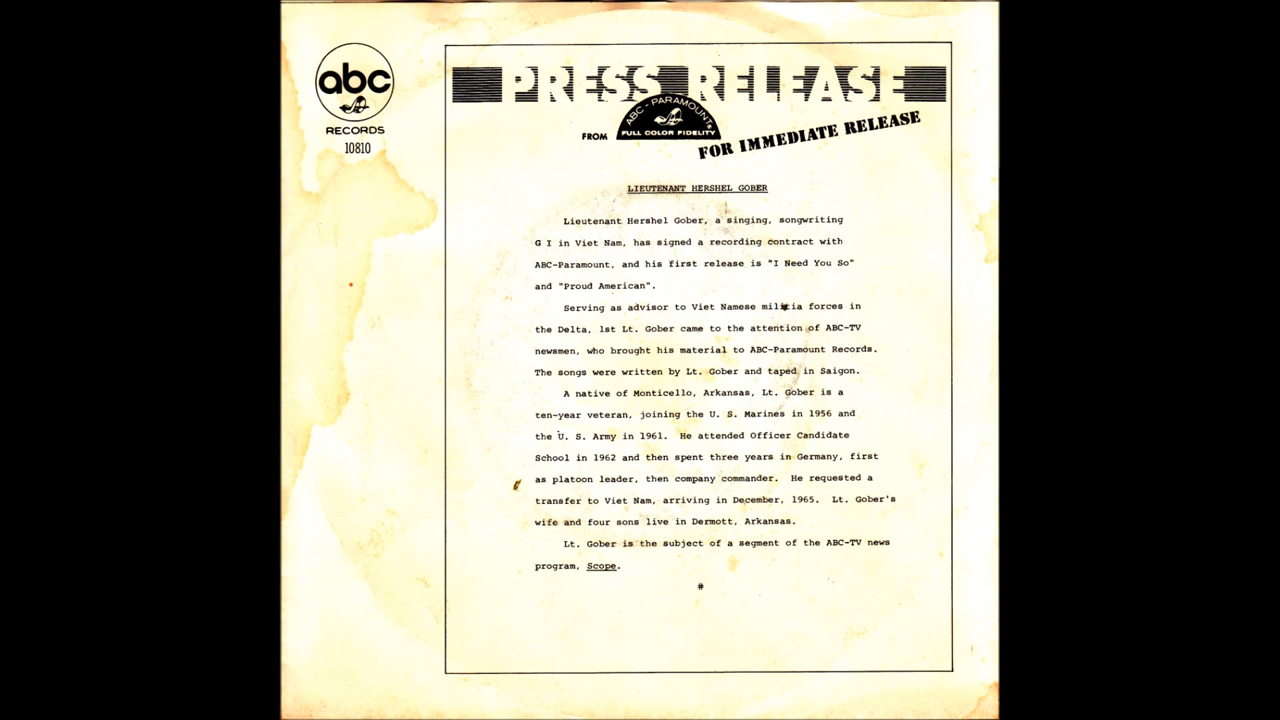 abc
RECORDS
10810
PRESS RELEASE
FROM
ABC-PARAMOUNT
FULL COLOR FIDELITY
FOR IMMEDIATE RELEASE
LIEUTENANT HERSHEL GOBER
Lieutenant Hershel Gober, a singing, songwriting
G I in Viet Nam, has signed a recording contract with
ABC-Paramount, and his first release is "I Need You So"
and "Proud American".
Serving as advisor to Viet Namese militia forces in
the Delta, 1st Lt. Gober came to the attention of ABC-TV
newsmen, who brought his material to ABC-Paramount Records.
The songs were written by Lt. Gober and taped in Saigon.
A native of Monticello, Arkansas, Lt. Gober is a
ten-year veteran, joining the U. S. Marines in 1956 and
the U. S. Army in 1961.  He attended Officer Candidate
School in 1962 and then spent three years in Germany, first
as platoon leader, then company commander.  He requested a
transfer to Viet Nam, arriving in December, 1965.  Lt. Gober's
wife and four sons live in Dermott, Arkansas.
Lt. Gober is the subject of a segment of the ABC-TV news
program, Scope.
#